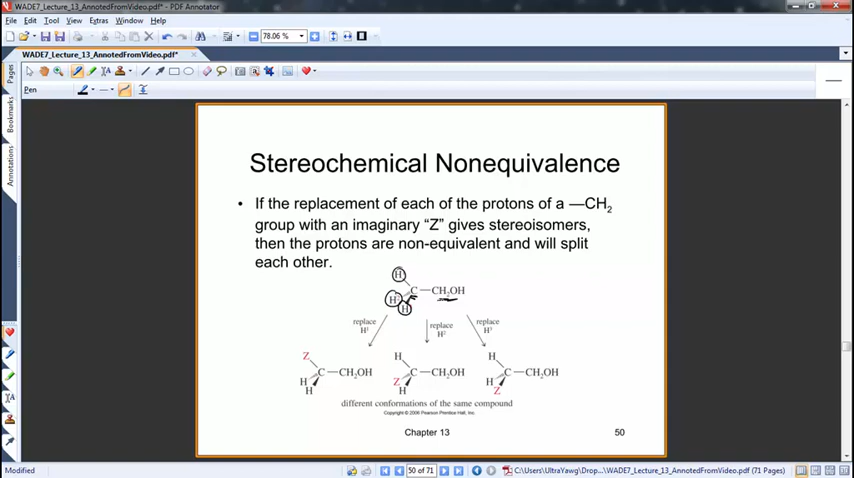 WADE7_Lecture_13_AnnotatedFromVideo.pdf* - PDF Annotator
File Edit Tool View Extras Window Help
78.06 %
WADE7_Lecture_13_AnnotatedFromVideo.pdf*
Pen
Pages
Bookmarks
Annotations
Stereochemical Nonequivalence
• If the replacement of each of the protons of a —CH2
group with an imaginary “Z” gives stereoisomers,
then the protons are non-equivalent and will split
each other.
H
C —CH2OH
H
H
replace H1
replace H2
replace H3
Z H H
C—CH2OH C—CH2OH C—CH2OH
H Z H
H H Z
different conformations of the same compound
Copyright © 2006 Pearson Prentice Hall, Inc.
Chapter 13 50
Modified
50 of 71
C:\Users\UltraYawg\Drop...\WADE7_Lecture_13_AnnotatedFromVideo.pdf (71 Pages)